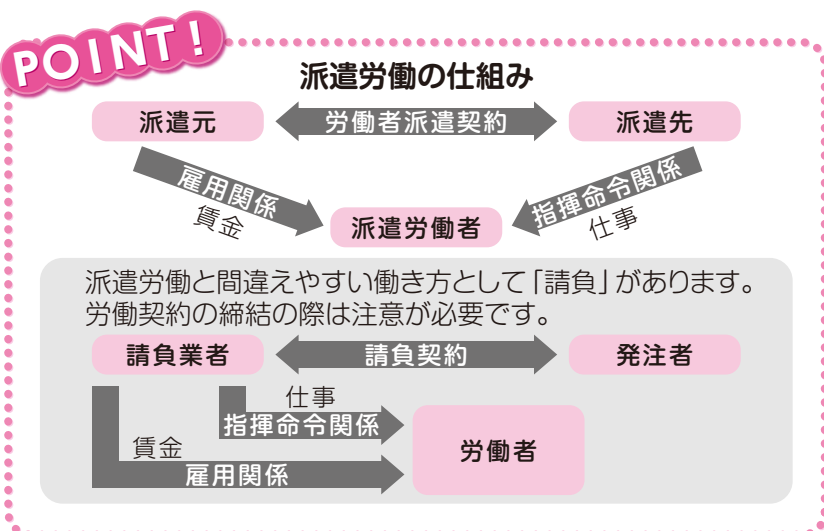 POINT!
派遣労働の仕組み
派遣元
労働者派遣契約
派遣先
雇用関係
賃金
指揮命令関係
仕事
派遣労働者
派遣労働と間違えやすい働き方として「請負」があります。
労働契約の締結の際は注意が必要です。
請負業者
請負契約
発注者
仕事
指揮命令関係
賃金
雇用関係
労働者